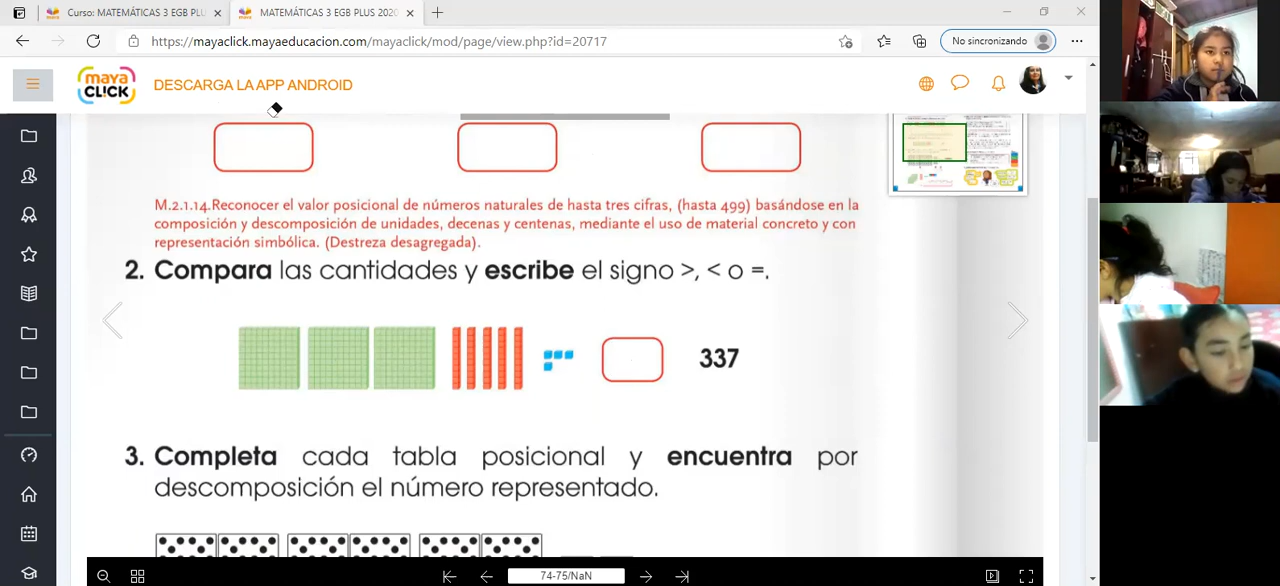 Curso: MATEMÁTICAS 3 EGB PLU
MATEMÁTICAS 3 EGB PLUS 2020
https://mayaclick.mayaeducacion.com/mayaclick/mod/page/view.php?id=20717
No sincronizando
maya CLICK
DESCARGA LA APP ANDROID
M.2.1.14.Reconocer el valor posicional de números naturales de hasta tres cifras, (hasta 499) basándose en la
composición y descomposición de unidades, decenas y centenas, mediante el uso de material concreto y con
representación simbólica. (Destreza desagregada).
2. Compara las cantidades y escribe el signo >, < o =.
337
3. Completa cada tabla posicional y encuentra por
descomposición el número representado.
74-75/NaN